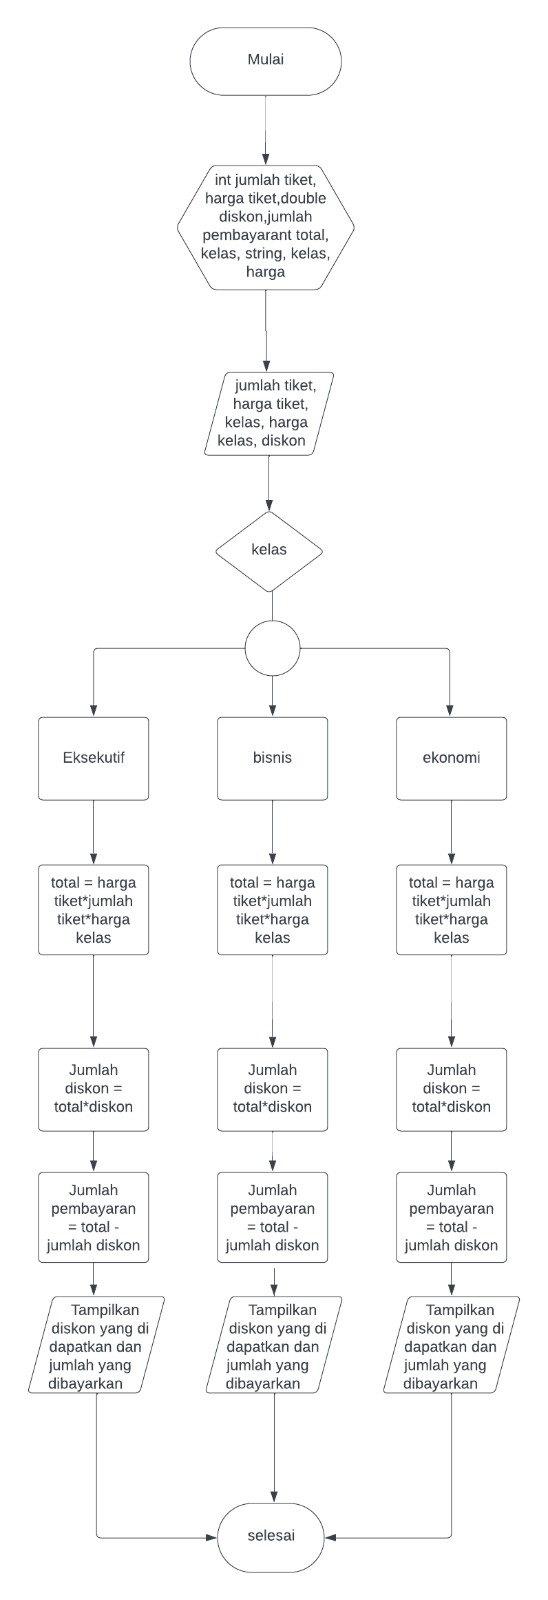 Mulai
int jumlah tiket,
harga tiket,double
diskon,jumlah
pembayarant total,
kelas, string, kelas,
harga
jumlah tiket,
harga tiket,
kelas, harga
kelas, diskon
kelas
Eksekutif
bisnis
ekonomi
total = harga
tiket*jumlah
tiket*harga
kelas
total = harga
tiket*jumlah
tiket*harga
kelas
total = harga
tiket*jumlah
tiket*harga
kelas
Jumlah
diskon =
total*diskon
Jumlah
diskon =
total*diskon
Jumlah
diskon =
total*diskon
Jumlah
pembayaran
= total -
jumlah diskon
Jumlah
pembayaran
= total -
jumlah diskon
Jumlah
pembayaran
= total -
jumlah diskon
Tampilkan
diskon yang di
dapatkan dan
jumlah yang
dibayarkan
Tampilkan
diskon yang di
dapatkan dan
jumlah yang
dibayarkan
Tampilkan
diskon yang di
dapatkan dan
jumlah yang
dibayarkan
selesai